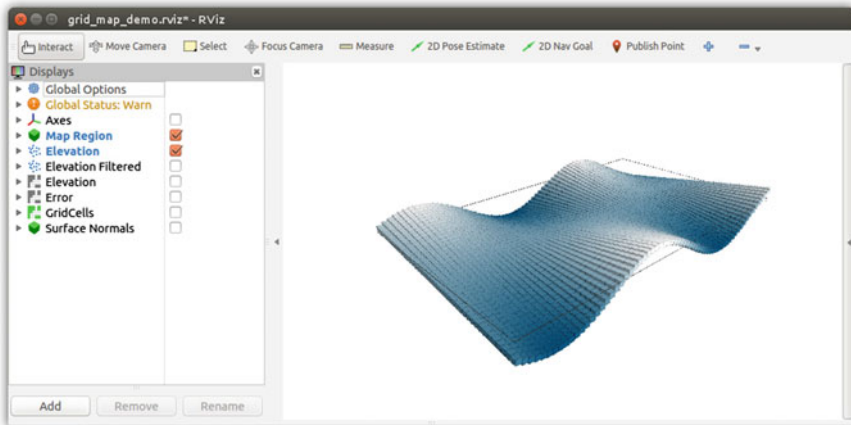 grid_map_demo.rviz* - RViz
Interact Move Camera Select Focus Camera Measure 2D Pose Estimate 2D Nav Goal Publish Point
Displays
Global Options
Global Status: Warn
Axes
Map Region
Elevation
Elevation Filtered
Elevation
Error
GridCells
Surface Normals
Add Remove Rename